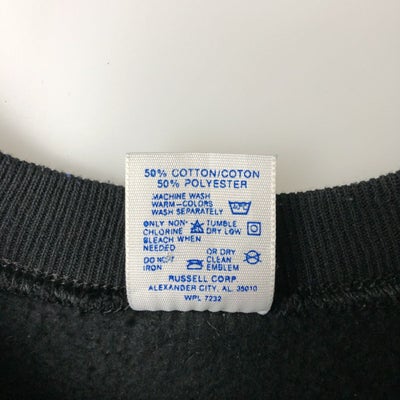 50% COTTON/COTON
50% POLYESTER
MACHINE WASH
WARM-COLORS
WASH SEPARATELY
ONLY NON-
CHLORINE
BLEACH WHEN
NEEDED
TUMBLE
DRY LOW
DO NOT
IRON
OR DRY
CLEAN
EMBLEM
RUSSELL CORP.
ALEXANDER CITY, AL. 35010
WPL 7232